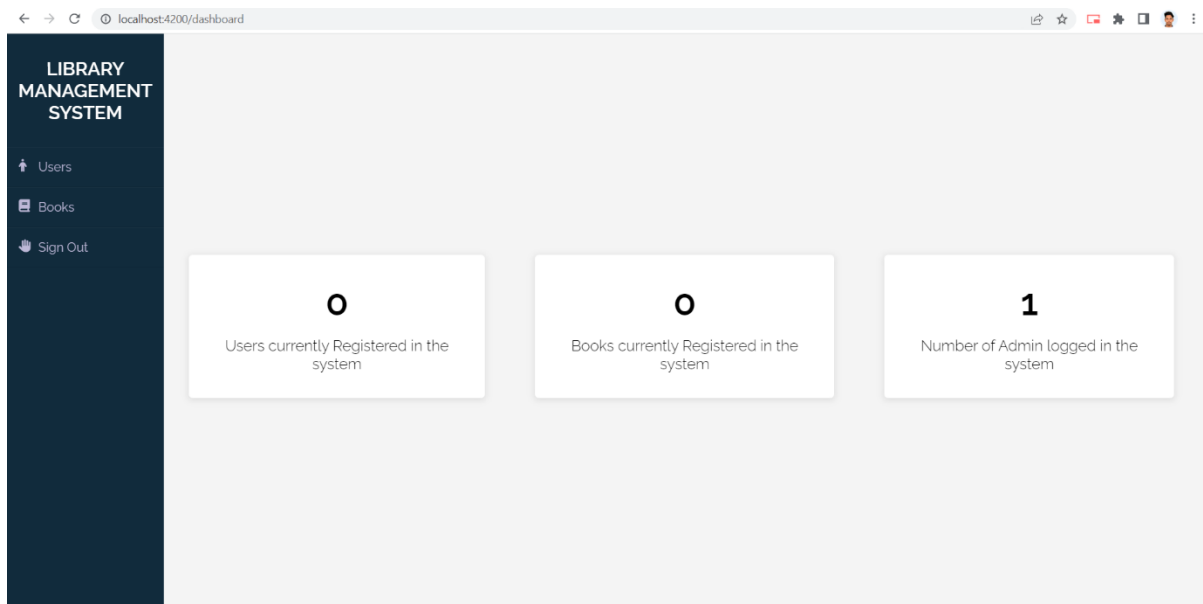 localhost:4200/dashboard
LIBRARY
MANAGEMENT
SYSTEM
Users
Books
Sign Out
0
Users currently Registered in the
system
0
Books currently Registered in the
system
1
Number of Admin logged in the
system